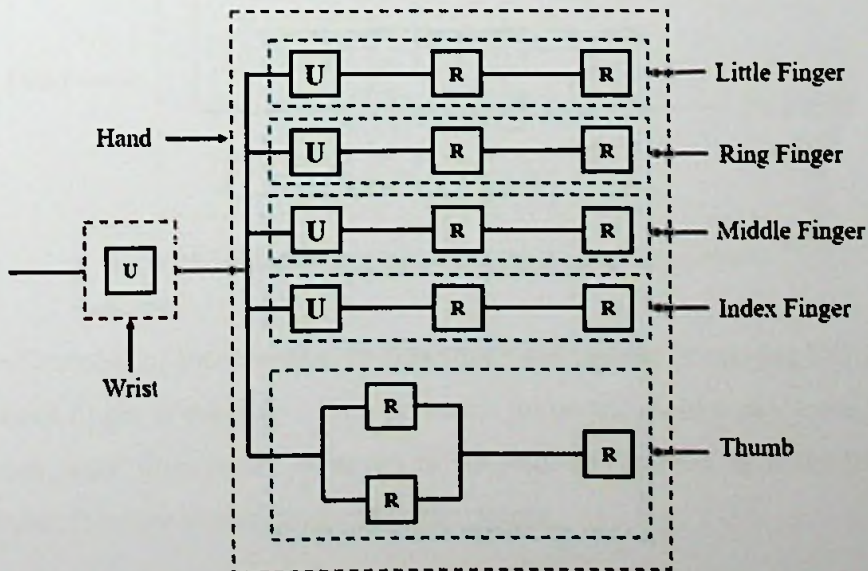 U R R Little Finger
Hand
U R R Ring Finger
U R R Middle Finger
U
U R R Index Finger
Wrist
R
R Thumb
R